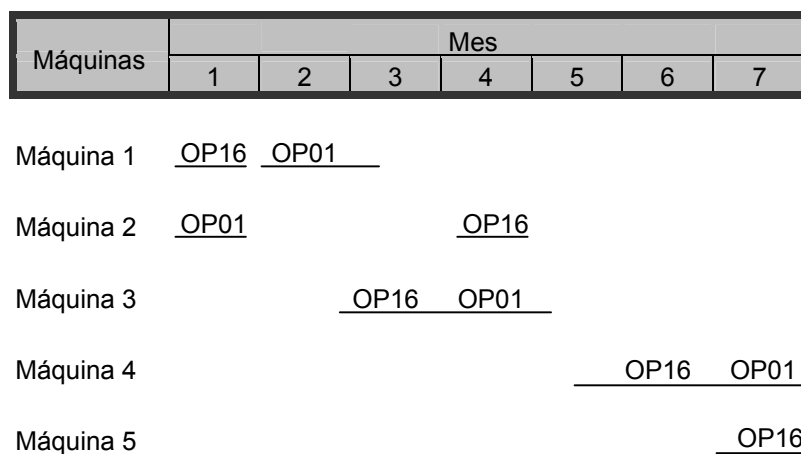 Máquinas Mes
1 2 3 4 5 6 7
Máquina 1 OP16 OP01
Máquina 2 OP01 OP16
Máquina 3 OP16 OP01
Máquina 4 OP16 OP01
Máquina 5 OP16